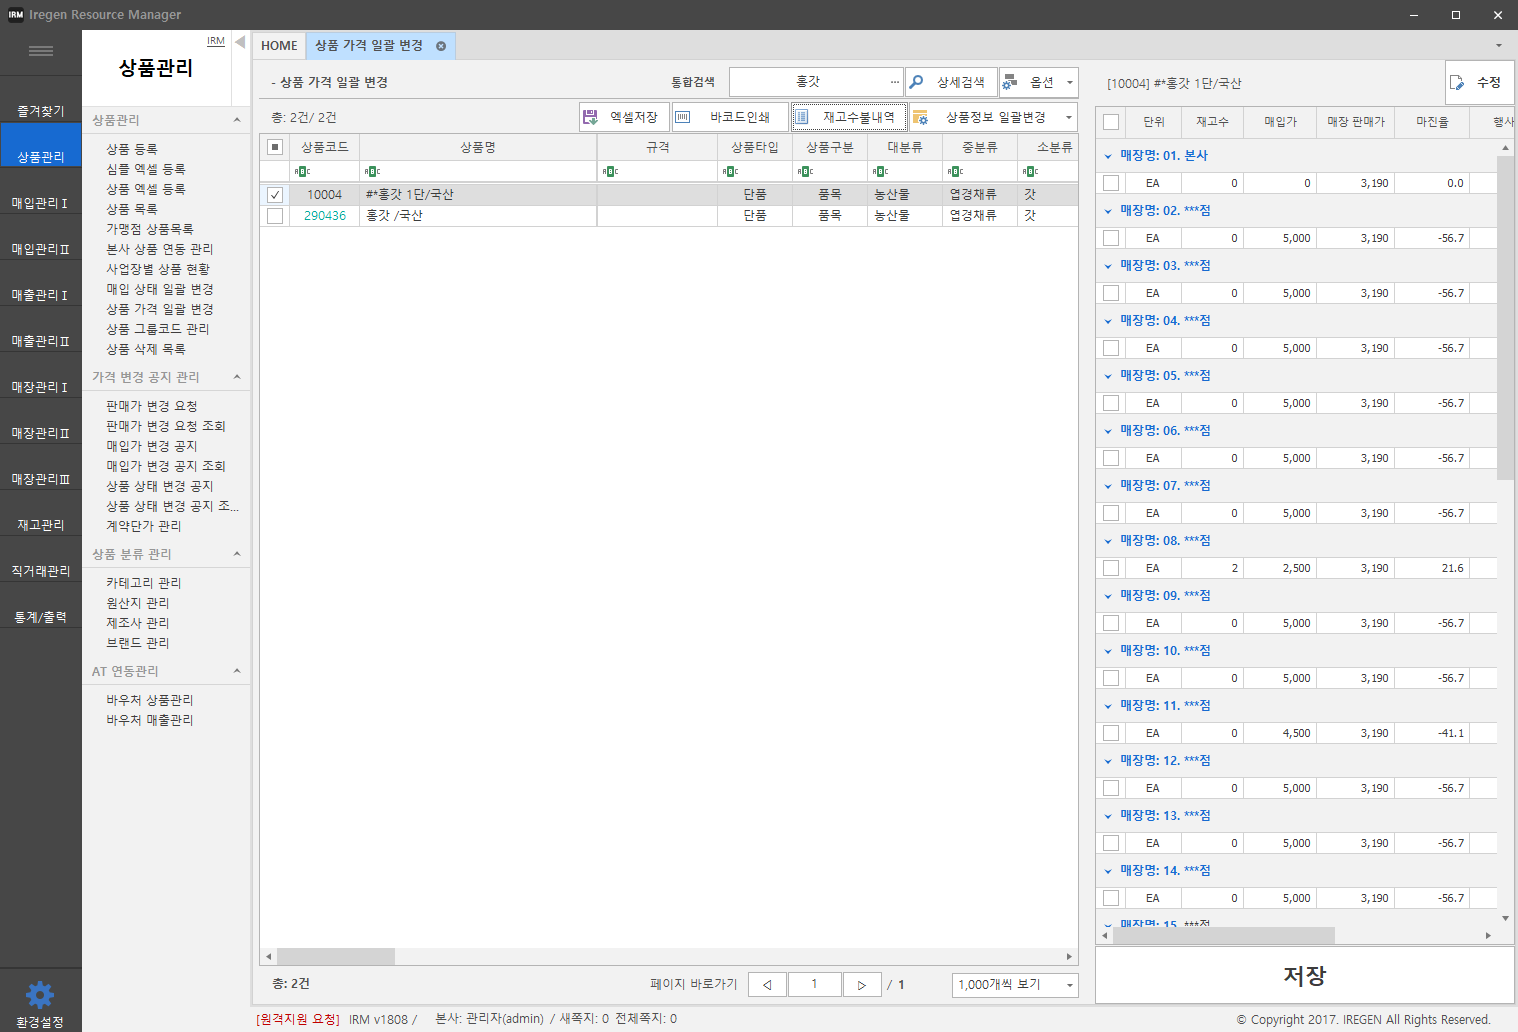 IRM Iregen Resource Manager
즐겨찾기
상품관리
매입관리 I
매입관리 II
매출관리 I
매출관리 II
매장관리 I
매장관리 II
매장관리 III
재고관리
직거래관리
통계/출력
환경설정
IRM
상품관리
상품관리
상품 등록
심플 엑셀 등록
상품 엑셀 등록
상품 목록
가맹점 상품목록
본사 상품 연동 관리
사업장별 상품 현황
매입 상태 일괄 변경
상품 가격 일괄 변경
상품 그룹코드 관리
상품 삭제 목록
가격 변경 공지 관리
판매가 변경 요청
판매가 변경 요청 조회
매입가 변경 공지
매입가 변경 공지 조회
상품 상태 변경 공지
상품 상태 변경 공지 조...
계약단가 관리
상품 분류 관리
카테고리 관리
원산지 관리
제조사 관리
브랜드 관리
AT 연동관리
바우처 상품관리
바우처 매출관리
HOME 상품 가격 일괄 변경
- 상품 가격 일괄 변경 통합검색 홍갓 ... 상세검색 옵션
총: 2건/ 2건 엑셀저장 바코드인쇄 재고수불내역 상품정보 일괄변경
상품코드 상품명 규격 상품타입 상품구분 대분류 중분류 소분류
ABC ABC ABC ABC ABC ABC ABC ABC
10004 #*홍갓 1단/국산 단품 품목 농산물 엽경채류 갓
290436 홍갓 /국산 단품 품목 농산물 엽경채류 갓
총: 2건 페이지 바로가기 1 / 1 1,000개씩 보기
[10004] #*홍갓 1단/국산 수정
단위 재고수 매입가 매장 판매가 마진율 행사
매장명: 01. 본사
EA 0 0 3,190 0.0
매장명: 02. ***점
EA 0 5,000 3,190 -56.7
매장명: 03. ***점
EA 0 5,000 3,190 -56.7
매장명: 04. ***점
EA 0 5,000 3,190 -56.7
매장명: 05. ***점
EA 0 5,000 3,190 -56.7
매장명: 06. ***점
EA 0 5,000 3,190 -56.7
매장명: 07. ***점
EA 0 5,000 3,190 -56.7
매장명: 08. ***점
EA 2 2,500 3,190 21.6
매장명: 09. ***점
EA 0 5,000 3,190 -56.7
매장명: 10. ***점
EA 0 5,000 3,190 -56.7
매장명: 11. ***점
EA 0 4,500 3,190 -41.1
매장명: 12. ***점
EA 0 5,000 3,190 -56.7
매장명: 13. ***점
EA 0 5,000 3,190 -56.7
매장명: 14. ***점
EA 0 5,000 3,190 -56.7
매장명: 15. ***점
저장
[원격지원 요청] IRM v1808 / 본사: 관리자(admin) / 새쪽지: 0 전체쪽지: 0 © Copyright 2017. IREGEN All Rights Reserved.